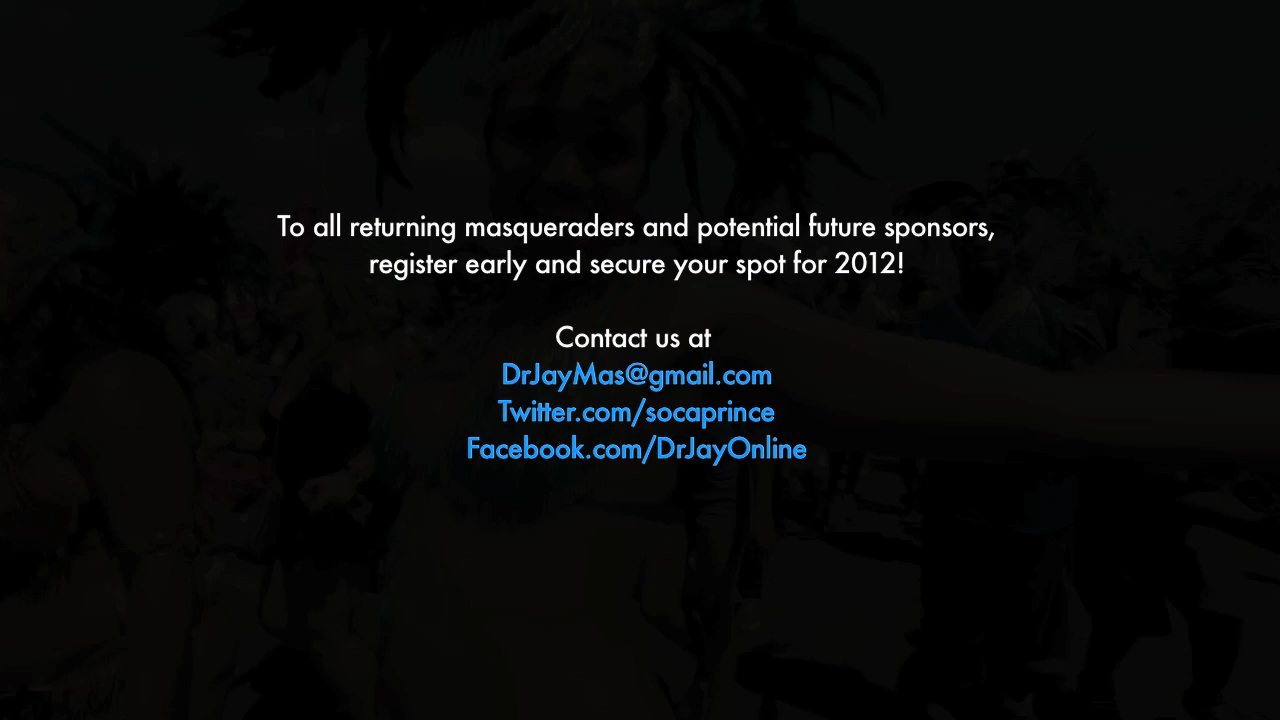 To all returning masqueraders and potential future sponsors,
register early and secure your spot for 2012!
Contact us at
DrJayMas@gmail.com
Twitter.com/socaprince
Facebook.com/DrJayOnline